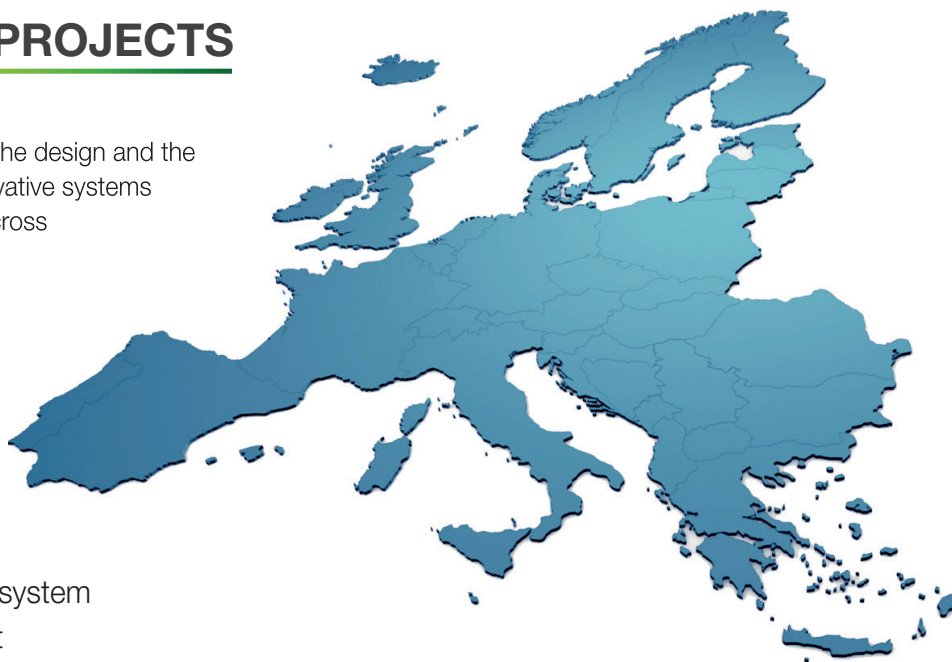 PROJECTS
he design and the
vative systems
ross
system